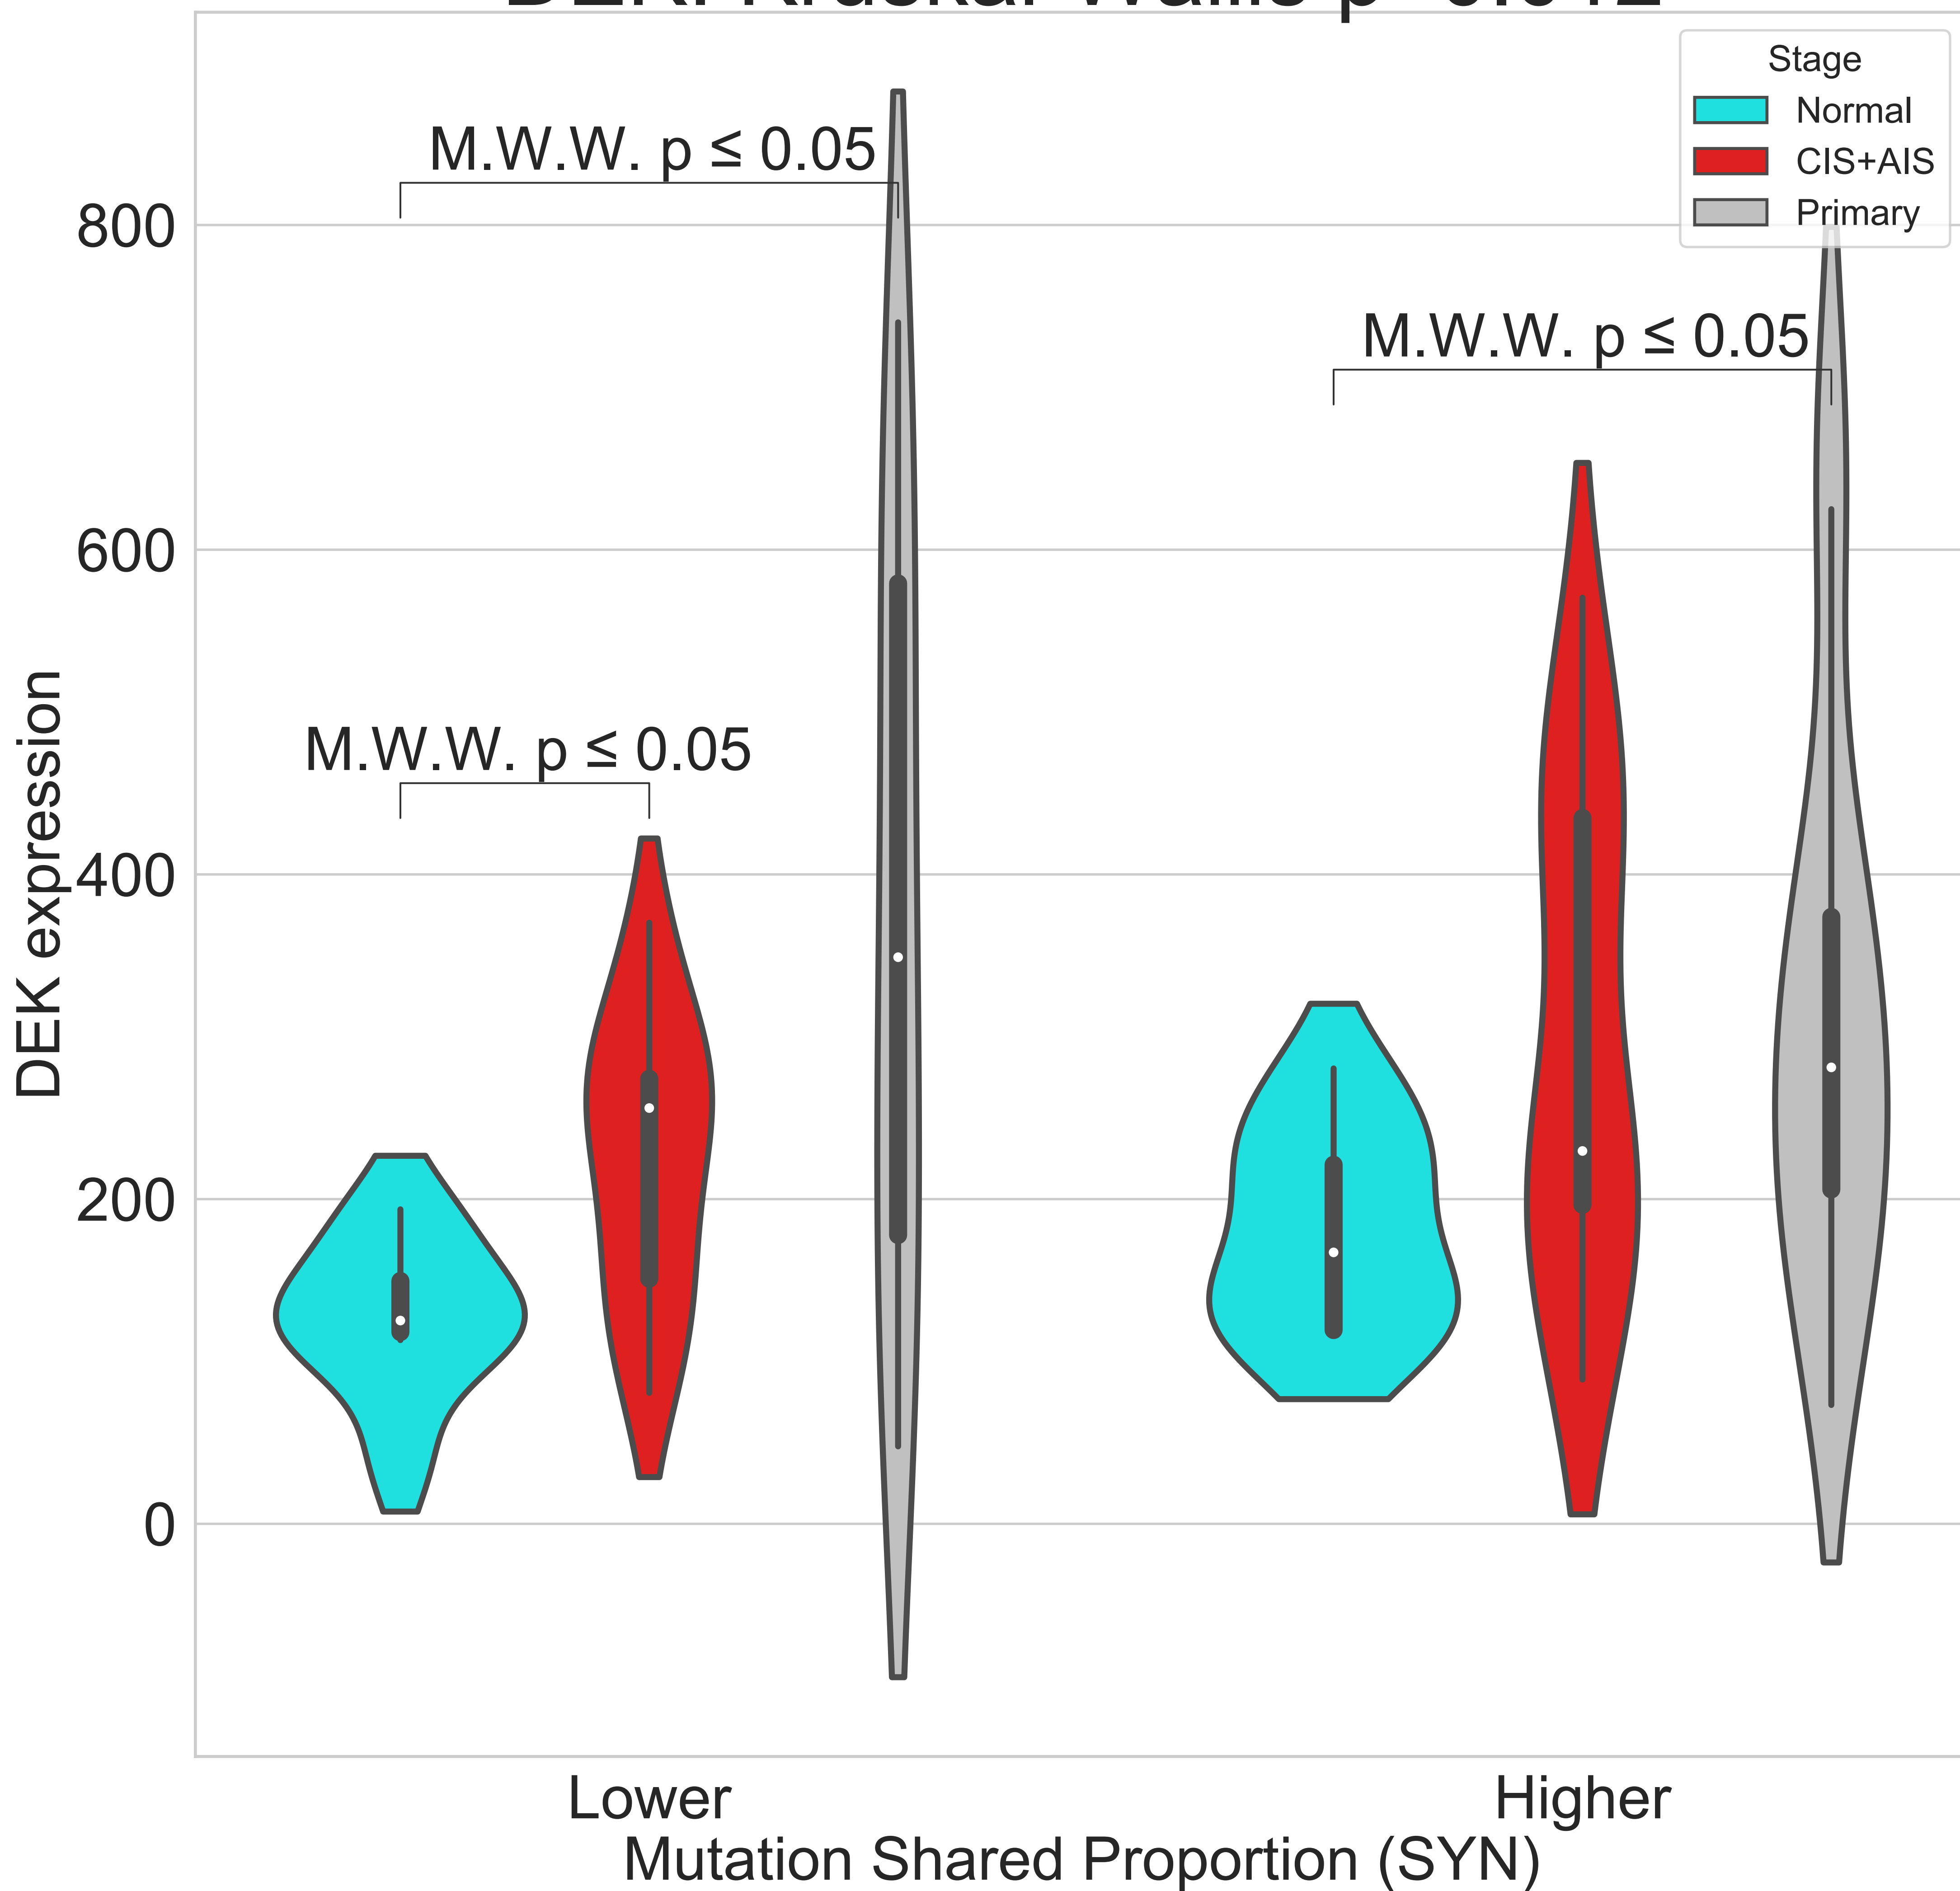 Stage
Normal
CIS+AIS
Primary
M.W.W. p ≤ 0.05
M.W.W. p ≤ 0.05
M.W.W. p ≤ 0.05
800
600
400
200
0
DEK expression
Lower
Higher
Mutation Shared Proportion (SYN)